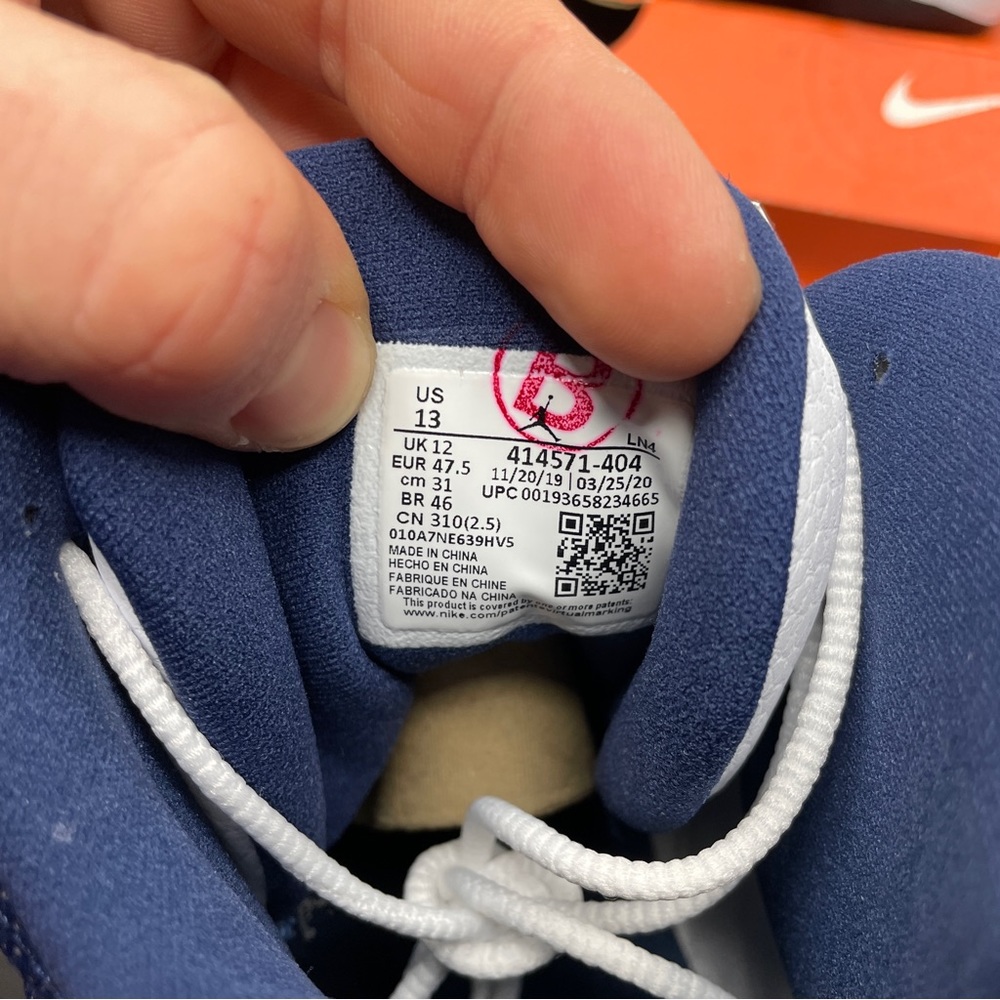 B
US
13
LN4
UK 12
414571-404
EUR 47.5
11/20/19 | 03/25/20
cm 31
UPC 00193658234665
BR 46
CN 310(2.5)
010A7NE639HV5
MADE IN CHINA
HECHO EN CHINA
FABRIQUE EN CHINE
FABRICADO NA CHINA
This product is covered by one or more patents:
www.nike.com/patentvirtualmarking